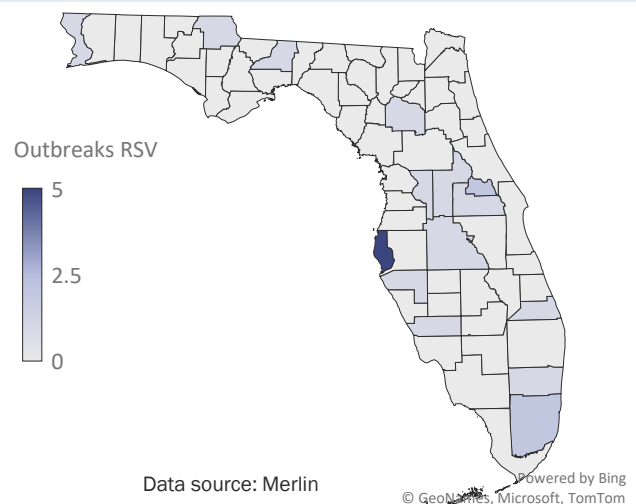 Outbreaks RSV
5
2.5
0
Data source: Merlin
Powered by Bing
© GeoNames, Microsoft, TomTom